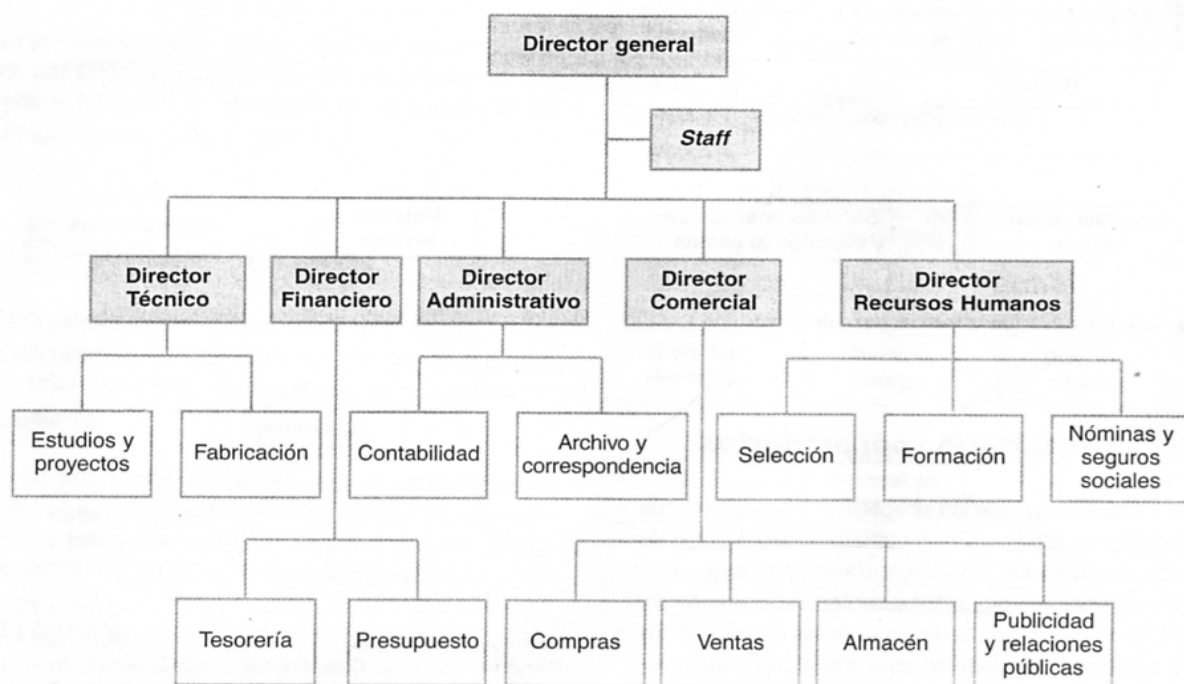 Director general
Staff
Director
Técnico
Director
Financiero
Director
Administrativo
Director
Comercial
Director
Recursos Humanos
Estudios y
proyectos
Fabricación
Contabilidad
Archivo y
correspondencia
Selección
Formación
Nóminas y
seguros
sociales
Tesorería
Presupuesto
Compras
Ventas
Almacén
Publicidad
y relaciones
públicas